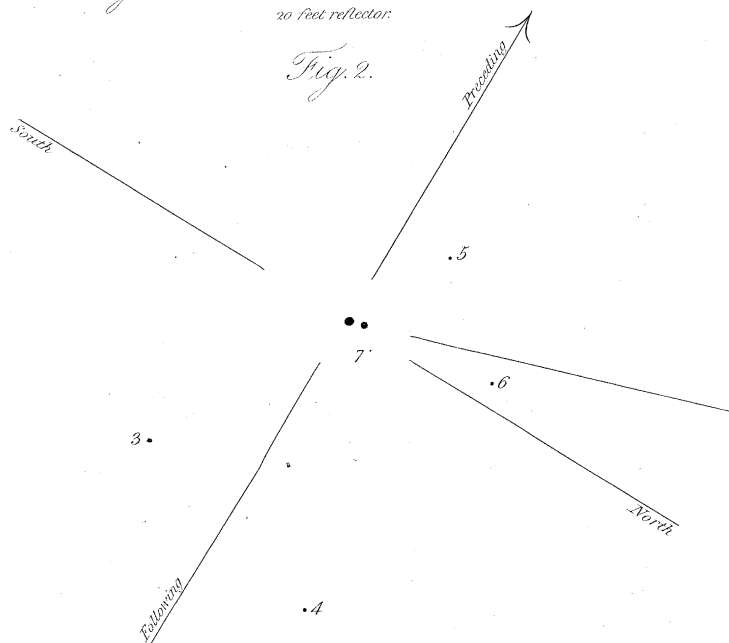 20 feet reflector.
Fig. 2.
Preceding
South
5
7
6
3
North
Following
4